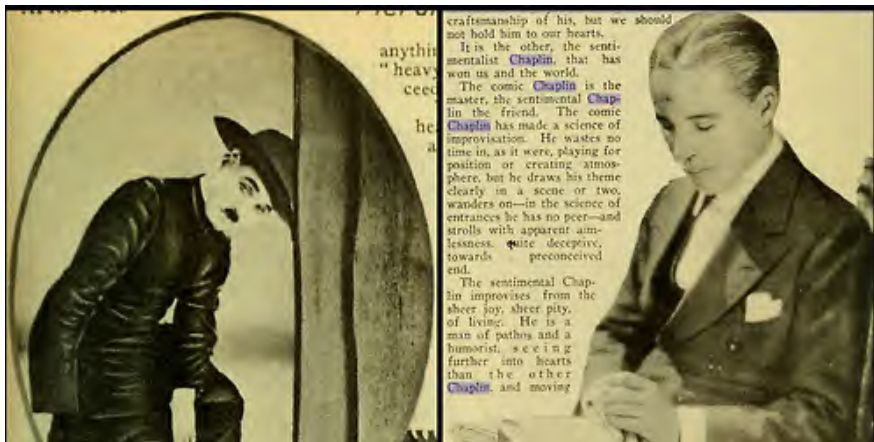 anythin
"heavy
ceed
he
a
craftsmanship of his, but we should
not hold him to our hearts.
It is the other, the senti-
mentalist Chaplin, that has
won us and the world.
The comic Chaplin is the
master, the sentimental Chap-
lin the friend. The comic
Chaplin has made a science of
improvisation. He wastes no
time in, as it were, playing for
position or creating atmos-
phere, but he draws his theme
clearly in a scene or two,
wanders on—in the science of
entrances he has no peer—and
strolls with apparent aim-
lessness, quite deceptive,
towards preconceived
end.
The sentimental Chap-
lin improvises from the
sheer joy, sheer pity,
of living. He is a
man of pathos and a
humorist, seeing
further into hearts
than the other
Chaplin, and moving